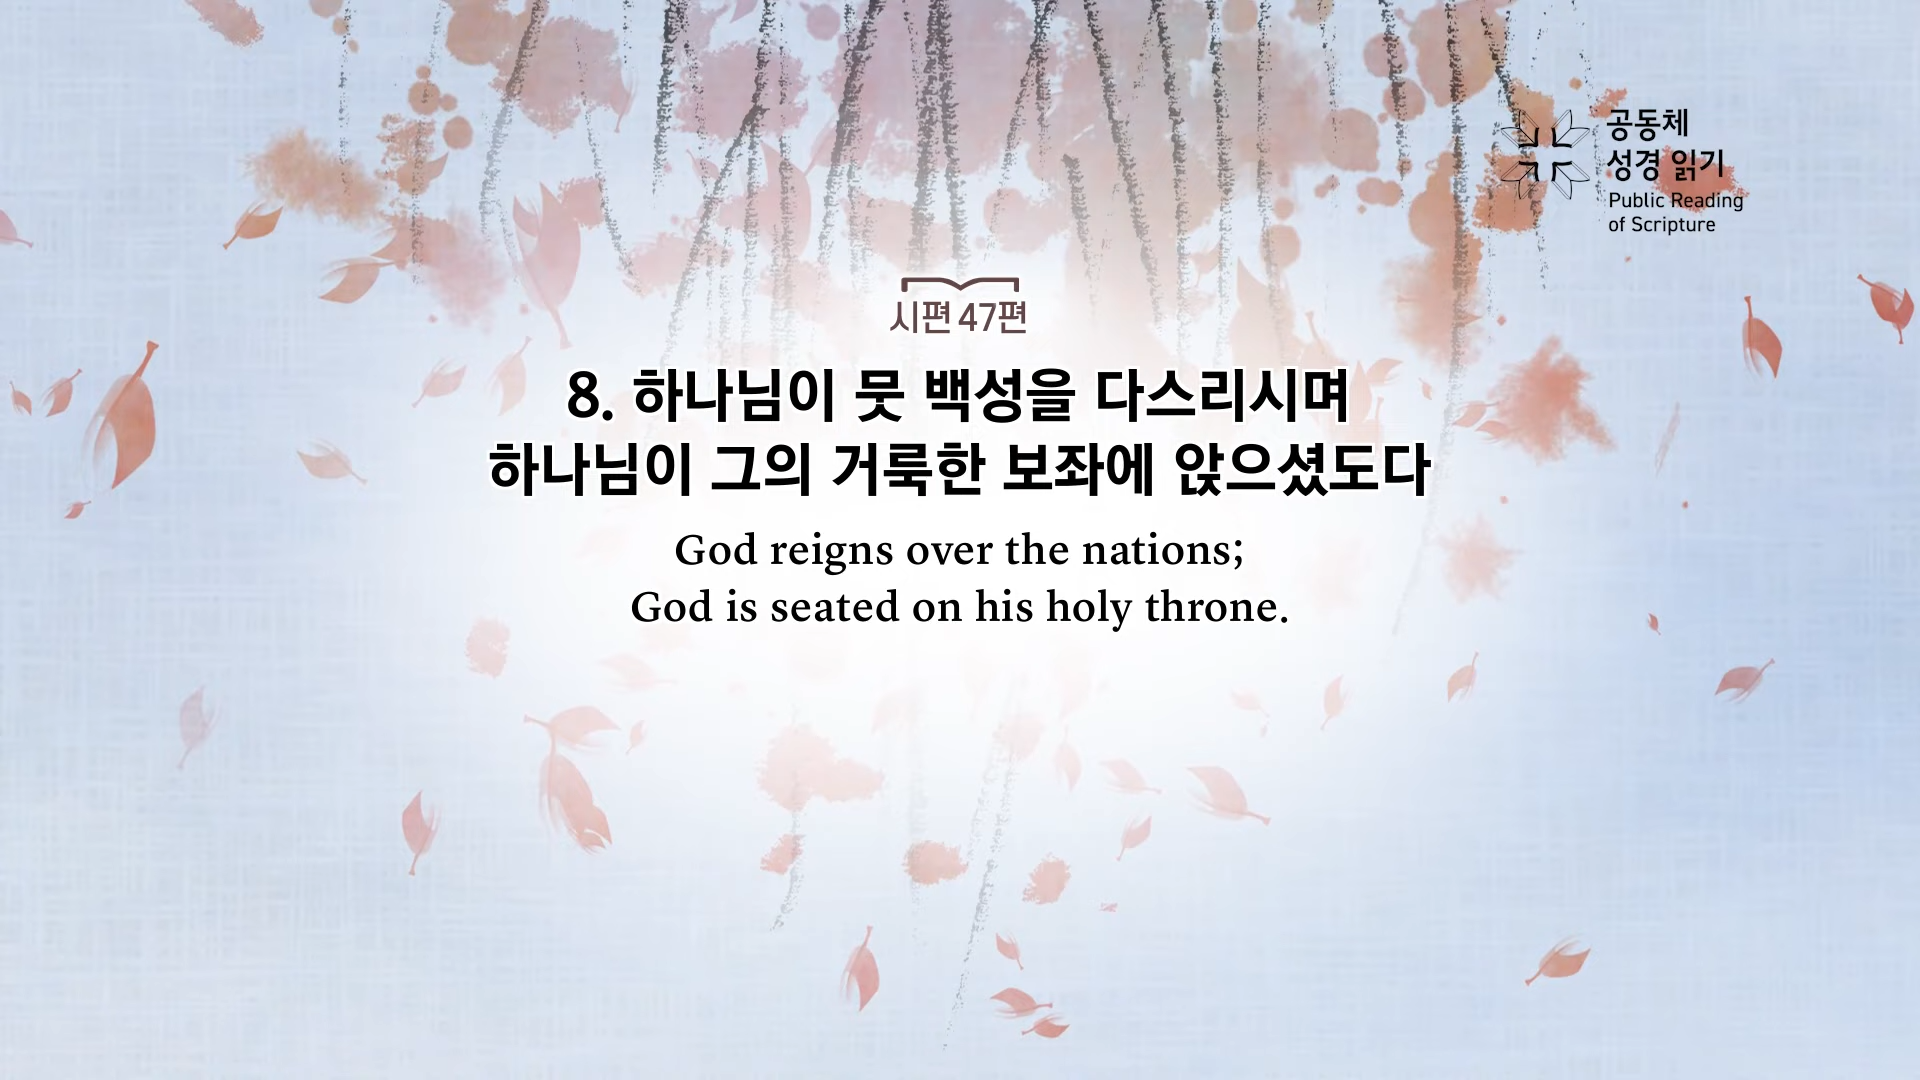 공동체
성경 읽기
Public Reading
of Scripture
시편 47편
8. 하나님이 뭇 백성을 다스리시며
하나님이 그의 거룩한 보좌에 앉으셨도다
God reigns over the nations;
God is seated on his holy throne.